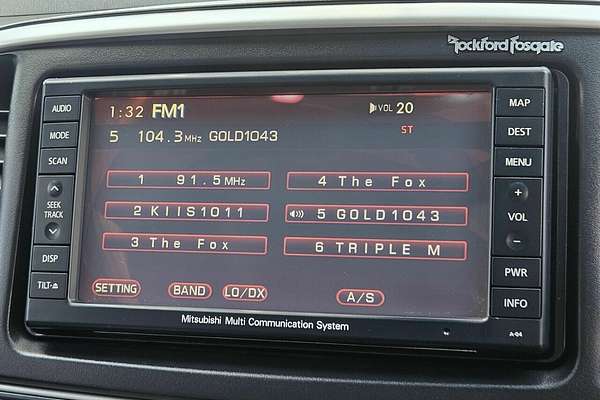 Rockford Fosgate
AUDIO
MODE
SCAN
SEEK
TRACK
DISP
TILT⏏
1:32 FM1
VOL 20
5 104.3MHz GOLD1043
ST
1 91.5MHz
2 KIIS1011
3 The Fox
4 The Fox
5 GOLD1043
6 TRIPLE M
SETTING
BAND
LO/DX
A/S
Mitsubishi Multi Communication System
MAP
DEST
MENU
+
VOL
−
PWR
INFO
A-04